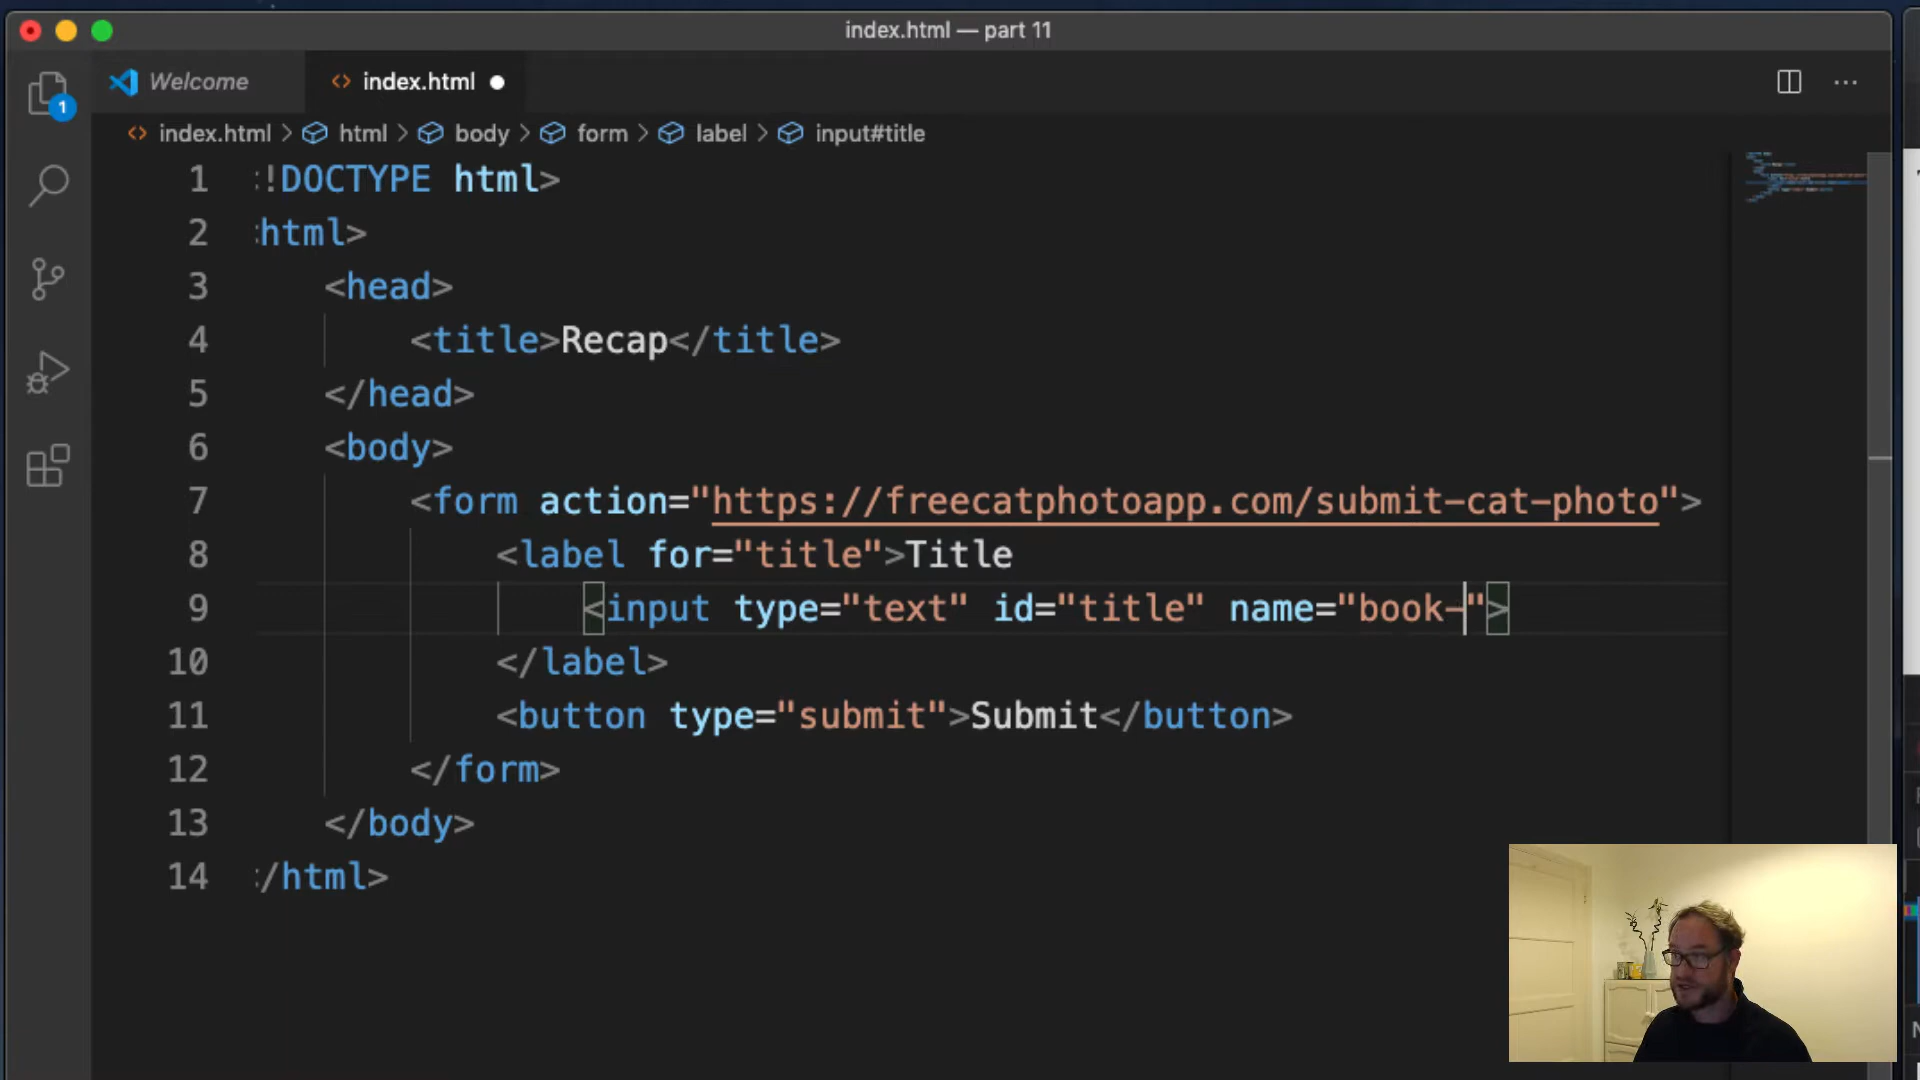 index.html — part 11
Welcome
index.html
1
index.html > html > body > form > label > input#title
1 !DOCTYPE html>
2 html>
3 <head>
4 <title>Recap</title>
5 </head>
6 <body>
7 <form action="https://freecatphotoapp.com/submit-cat-photo">
8 <label for="title">Title
9 <input type="text" id="title" name="book-">
10 </label>
11 <button type="submit">Submit</button>
12 </form>
13 </body>
14 /html>